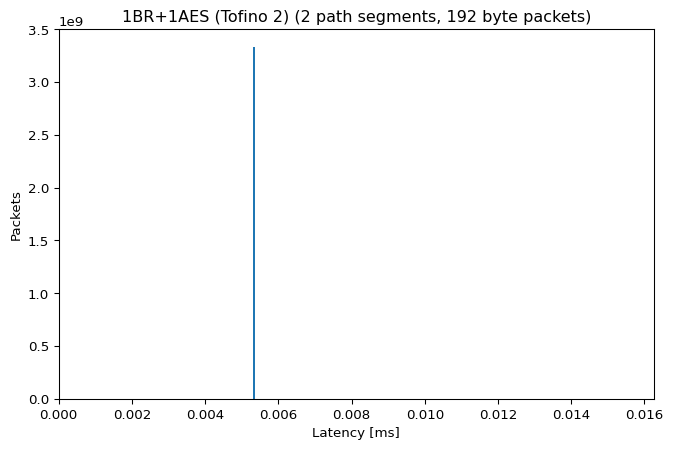 1BR+1AES (Tofino 2) (2 path segments, 192 byte packets)
1e9
3.5
3.0
2.5
2.0
1.5
1.0
0.5
0.0
Packets
0.000 0.002 0.004 0.006 0.008 0.010 0.012 0.014 0.016
Latency [ms]